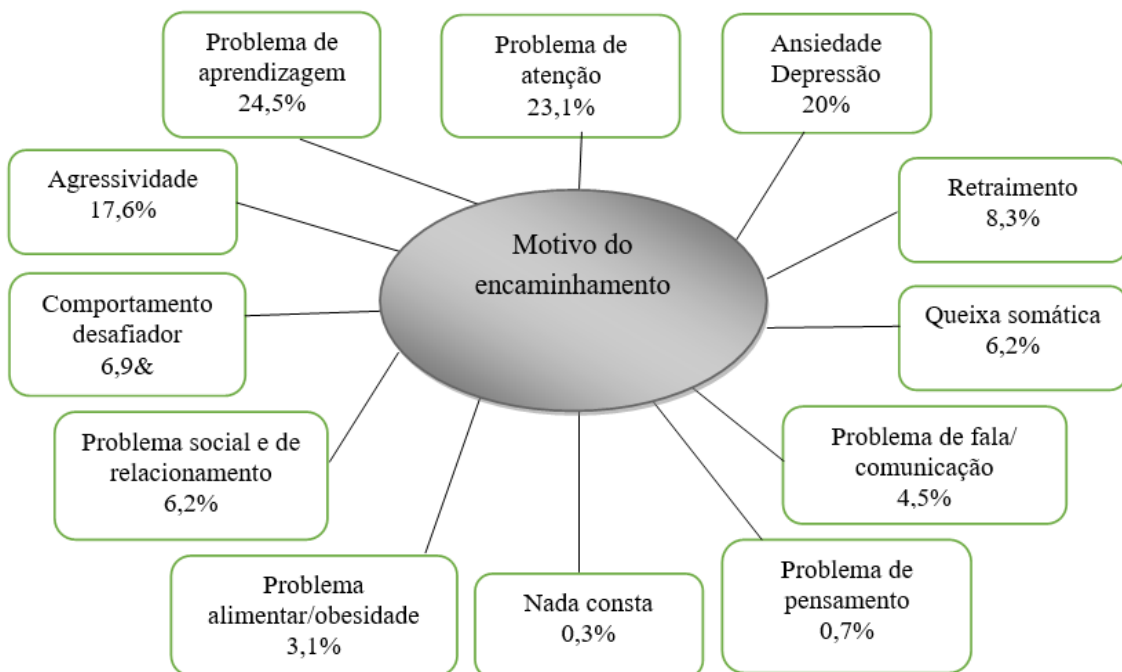 Problema de
aprendizagem
24,5%
Problema de
atenção
23,1%
Ansiedade
Depressão
20%
Agressividade
17,6%
Retraimento
8,3%
Motivo do
encaminhamento
Comportamento
desafiador
6,9&
Queixa somática
6,2%
Problema social e de
relacionamento
6,2%
Problema de fala/
comunicação
4,5%
Problema
alimentar/obesidade
3,1%
Nada consta
0,3%
Problema de
pensamento
0,7%